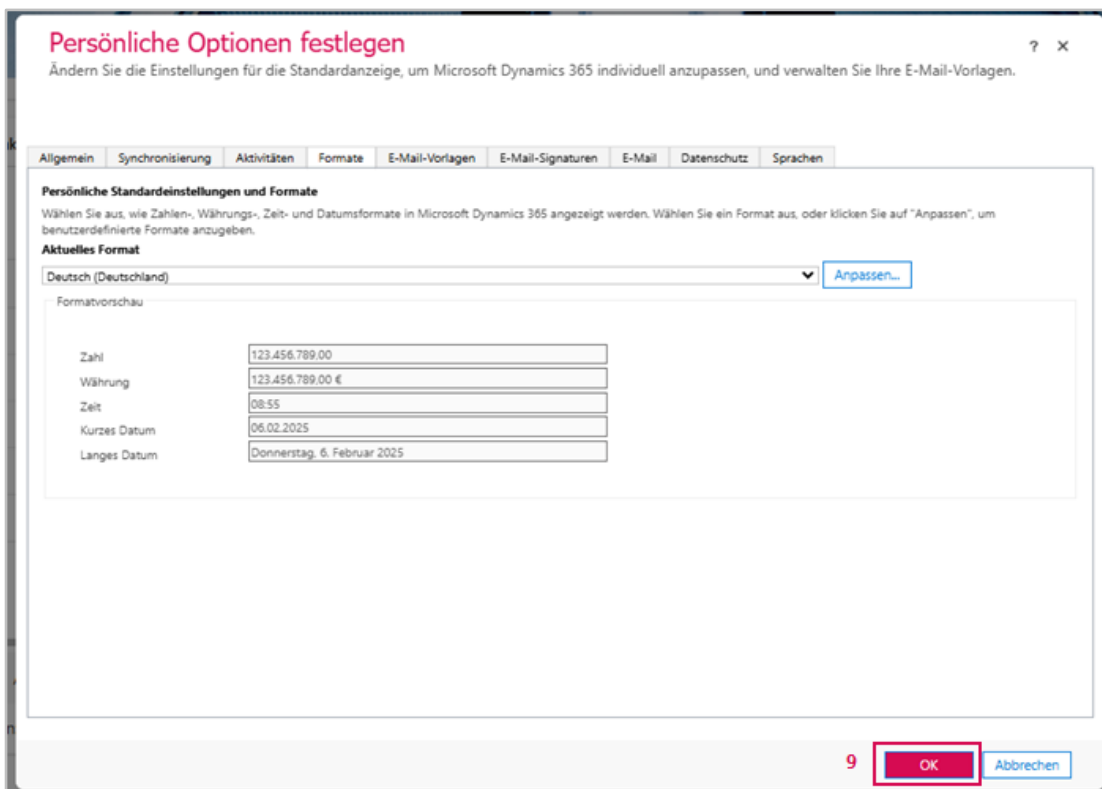 Persönliche Optionen festlegen
? ×
Ändern Sie die Einstellungen für die Standardanzeige, um Microsoft Dynamics 365 individuell anzupassen, und verwalten Sie Ihre E-Mail-Vorlagen.
Allgemein Synchronisierung Aktivitäten Formate E-Mail-Vorlagen E-Mail-Signaturen E-Mail Datenschutz Sprachen
Persönliche Standardeinstellungen und Formate
Wählen Sie aus, wie Zahlen-, Währungs-, Zeit- und Datumsformate in Microsoft Dynamics 365 angezeigt werden. Wählen Sie ein Format aus, oder klicken Sie auf "Anpassen", um
benutzerdefinierte Formate anzugeben.
Aktuelles Format
Deutsch (Deutschland) Anpassen...
Formatvorschau
Zahl 123.456.789,00
Währung 123.456.789,00 €
Zeit 08:55
Kurzes Datum 06.02.2025
Langes Datum Donnerstag, 6. Februar 2025
9 OK Abbrechen